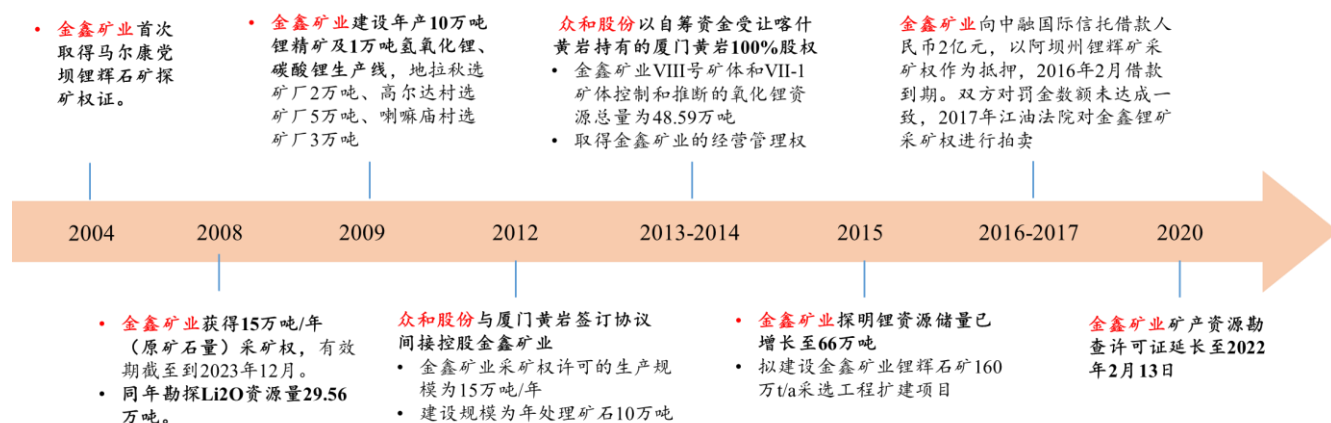 • 金鑫矿业首次
取得马尔康党
坝锂辉石矿探
矿权证。
• 金鑫矿业建设年产10万吨
锂精矿及1万吨氢氧化锂、
碳酸锂生产线，地拉秋选
矿厂2万吨、高尔达村选
矿厂5万吨、喇嘛庙村选
矿厂3万吨
众和股份以自筹资金受让喀什
黄岩持有的厦门黄岩100%股权
• 金鑫矿业VIII号矿体和VII-1
矿体控制和推断的氧化锂资
源总量为48.59万吨
• 取得金鑫矿业的经营管理权
金鑫矿业向中融国际信托借款人
民币2亿元，以阿坝州锂辉矿采
矿权作为抵押，2016年2月借款
到期。双方对罚金数额未达成一
致，2017年江油法院对金鑫锂矿
采矿权进行拍卖
2004 2008 2009 2012 2013-2014 2015 2016-2017 2020
• 金鑫矿业获得15万吨/年
（原矿石量）采矿权，有效
期截至到2023年12月。
• 同年勘探Li2O资源量29.56
万吨。
众和股份与厦门黄岩签订协议
间接控股金鑫矿业
• 金鑫矿业采矿权许可的生产规
模为15万吨/年
• 建设规模为年处理矿石10万吨
• 金鑫矿业探明锂资源储量已
增长至66万吨
• 拟建设金鑫矿业锂辉石矿160
万t/a采选工程扩建项目
金鑫矿业矿产资源勘
查许可证延长至2022
年2月13日